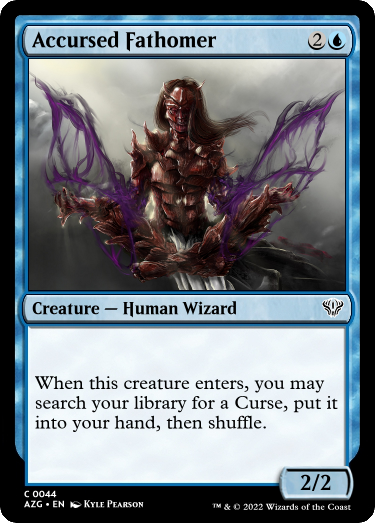 Accursed Fathomer 2
Creature — Human Wizard
When this creature enters, you may
search your library for a Curse, put it
into your hand, then shuffle.
2/2
C 0044
AZG • EN Kyle Pearson
™ & © 2022 Wizards of the Coast